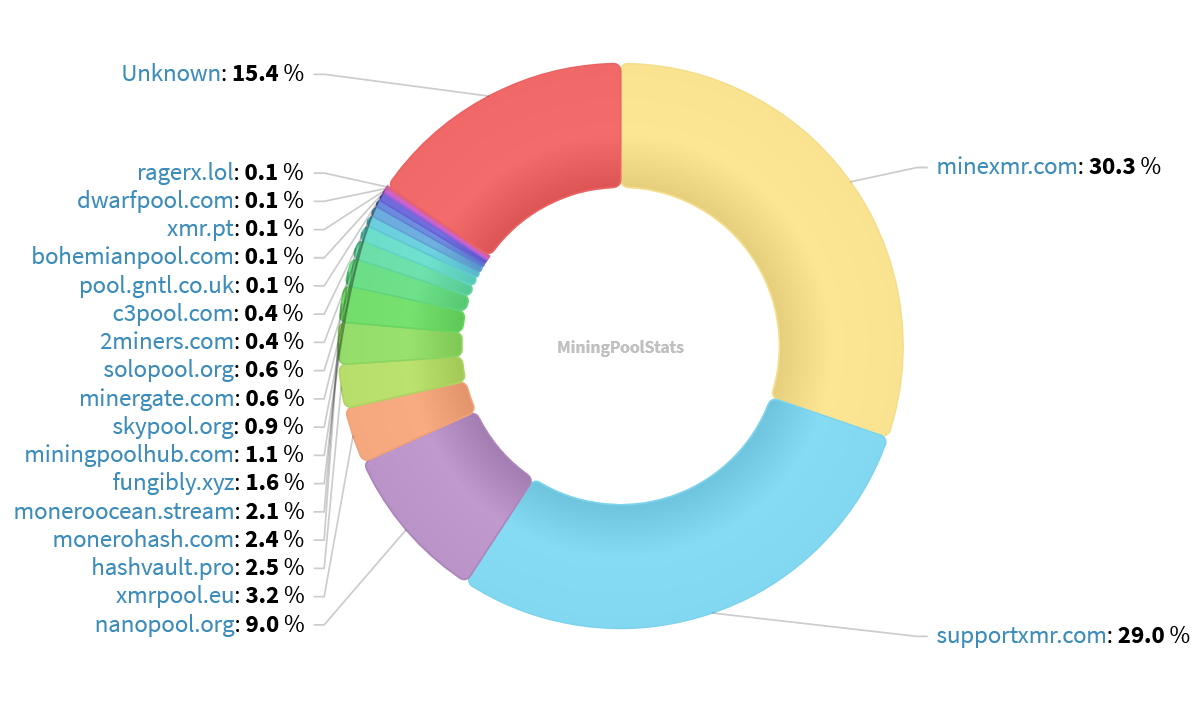 Unknown: 15.4 %
ragerx.lol: 0.1 %
dwarfpool.com: 0.1 %
xmr.pt: 0.1 %
bohemianpool.com: 0.1 %
pool.gntl.co.uk: 0.1 %
c3pool.com: 0.4 %
2miners.com: 0.4 %
solopool.org: 0.6 %
minergate.com: 0.6 %
skypool.org: 0.9 %
miningpoolhub.com: 1.1 %
fungibly.xyz: 1.6 %
moneroocean.stream: 2.1 %
monerohash.com: 2.4 %
hashvault.pro: 2.5 %
xmrpool.eu: 3.2 %
nanopool.org: 9.0 %
MiningPoolStats
minexmr.com: 30.3 %
supportxmr.com: 29.0 %